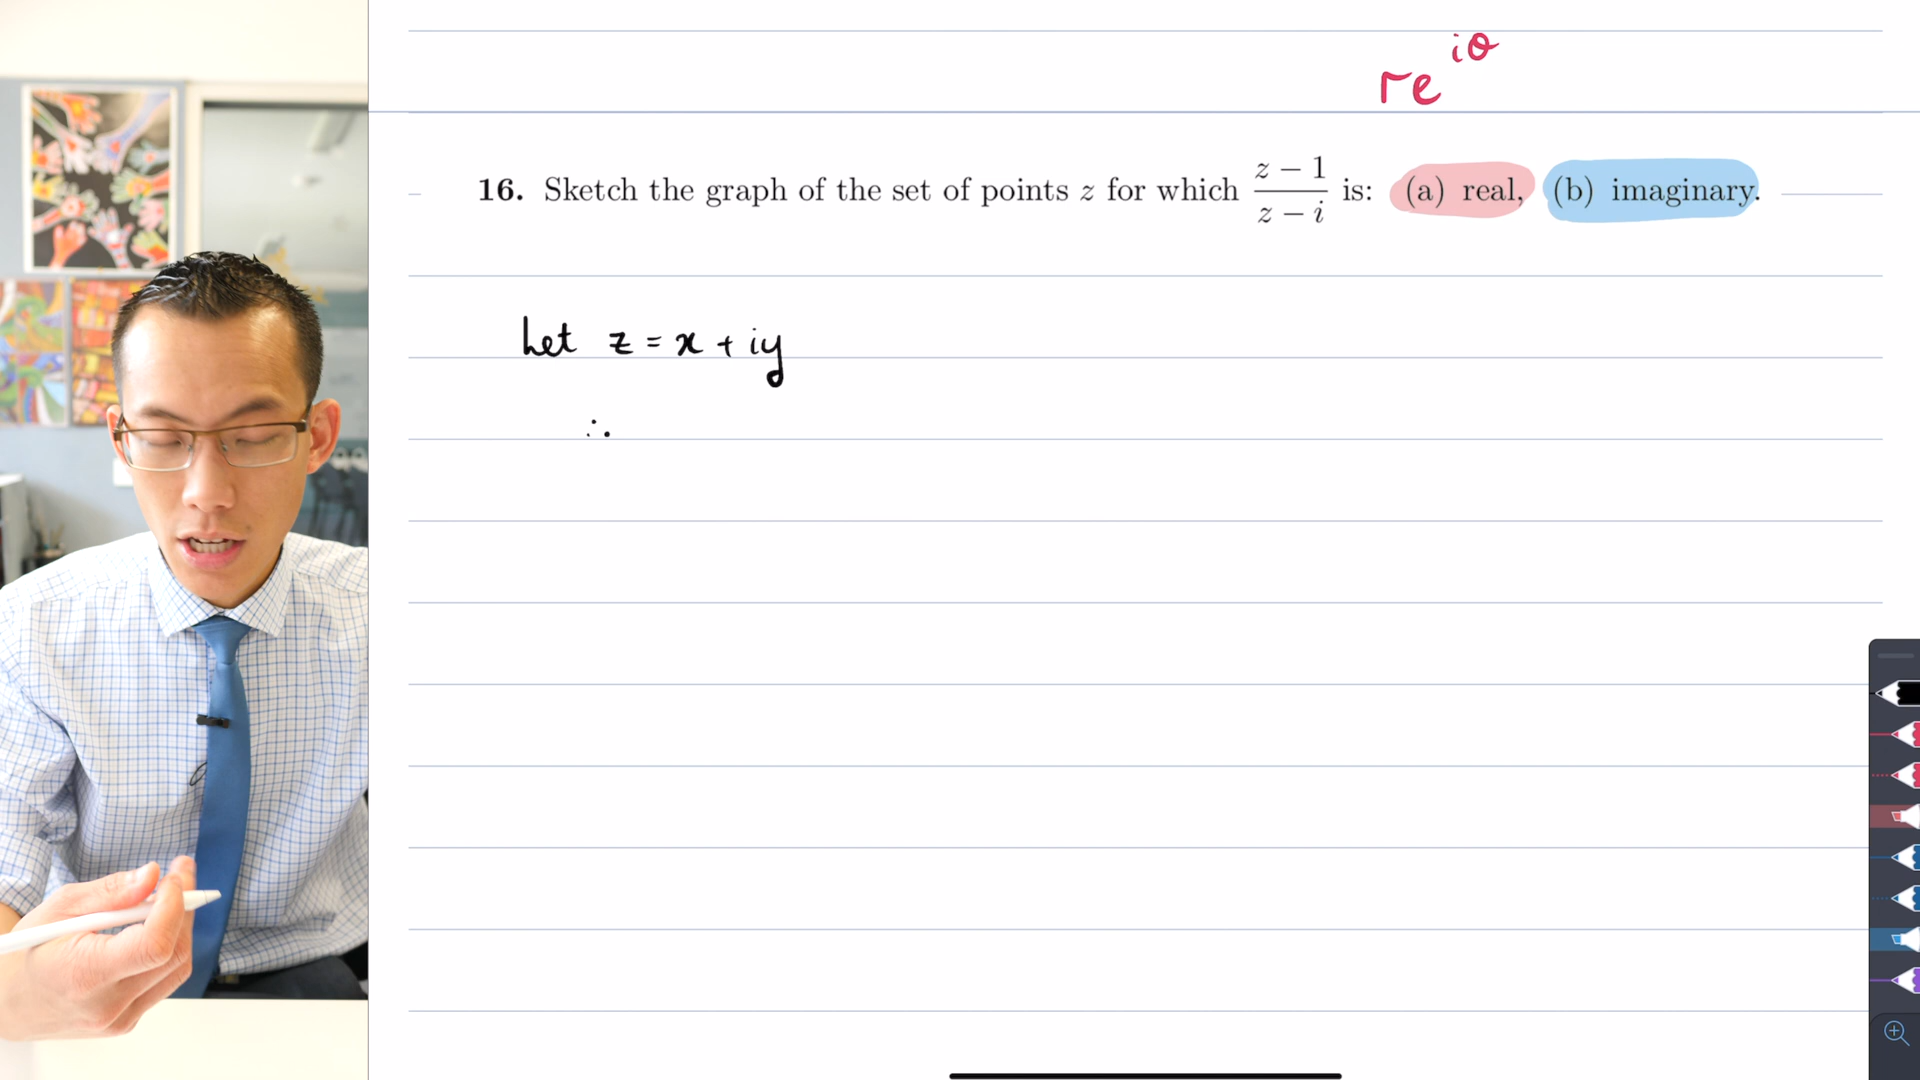 re^{iθ}
16. Sketch the graph of the set of points z for which \frac{z − 1}{z − i} is: (a) real, (b) imaginary.
Let z = x + iy
∴